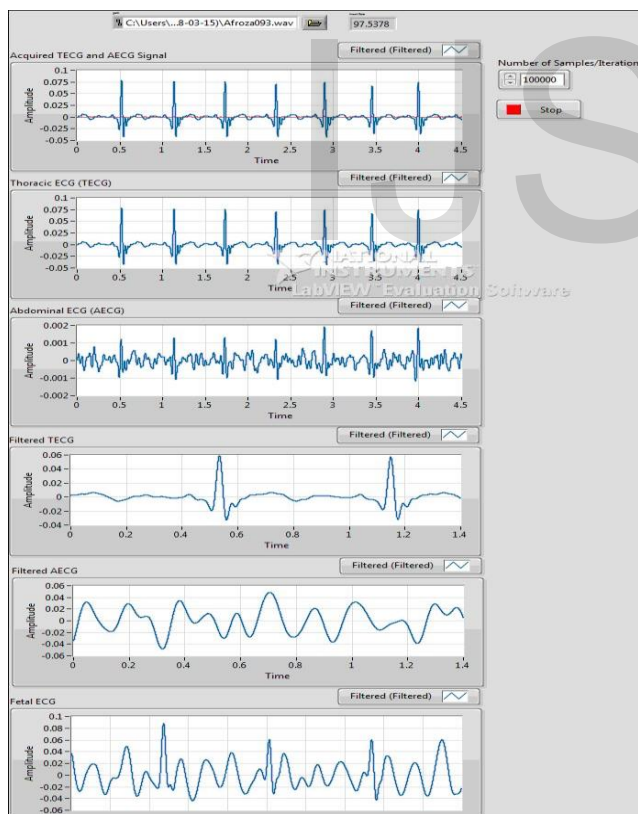 C:\Users\...8-03-15)\Afroza093.wav
97.5378
Acquired TECG and AECG Signal
Filtered (Filtered)
Number of Samples/Iteration
100000
Stop
Amplitude
0.1
0.075
0.05
0.025
0
-0.025
-0.05
0 0.5 1 1.5 2 2.5 3 3.5 4 4.5
Time
IJS
Thoracic ECG (TECG)
Filtered (Filtered)
Amplitude
0.1
0.075
0.05
0.025
0
-0.025
-0.05
0 0.5 1 1.5 2 2.5 3 3.5 4 4.5
Time
NATIONAL
INSTRUMENTS
LabVIEW Evaluation Software
Abdominal ECG (AECG)
Filtered (Filtered)
Amplitude
0.002
0.001
0
-0.001
-0.002
0 0.5 1 1.5 2 2.5 3 3.5 4 4.5
Time
Filtered TECG
Filtered (Filtered)
Amplitude
0.06
0.04
0.02
0
-0.02
-0.04
0 0.2 0.4 0.6 0.8 1 1.2 1.4
Time
Filtered AECG
Filtered (Filtered)
Amplitude
0.06
0.04
0.02
0
-0.02
-0.04
-0.06
0 0.2 0.4 0.6 0.8 1 1.2 1.4
Time
Fetal ECG
Filtered (Filtered)
Amplitude
0.1
0.08
0.06
0.04
0.02
0
-0.02
-0.04
-0.06